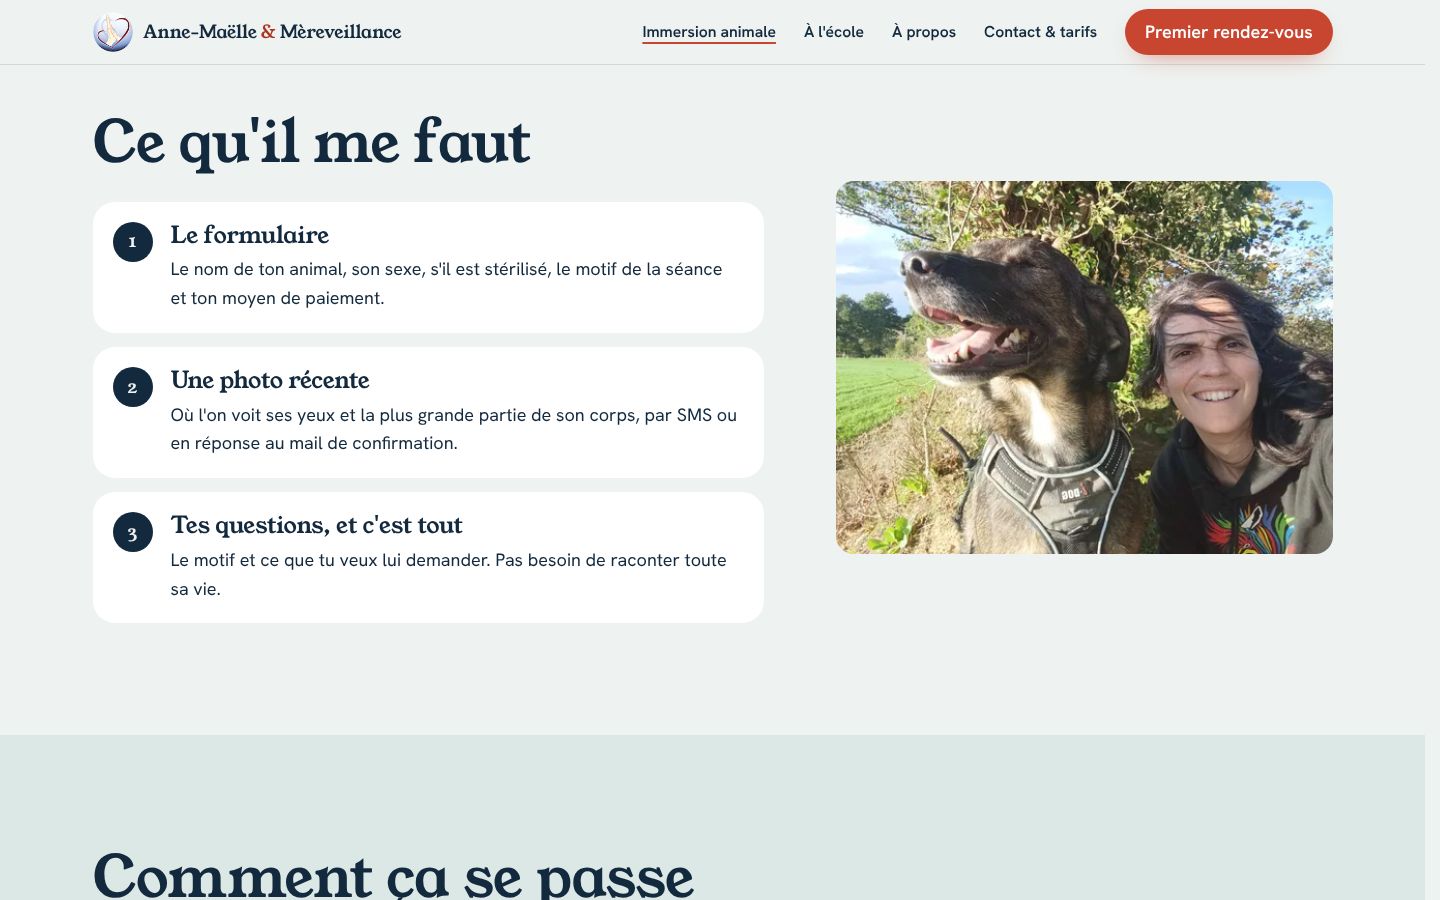 Anne-Maëlle & Mèreveillance
Immersion animale
À l'école
À propos
Contact & tarifs
Premier rendez-vous
Ce qu'il me faut
1
Le formulaire
Le nom de ton animal, son sexe, s'il est stérilisé, le motif de la séance
et ton moyen de paiement.
2
Une photo récente
Où l'on voit ses yeux et la plus grande partie de son corps, par SMS ou
en réponse au mail de confirmation.
3
Tes questions, et c'est tout
Le motif et ce que tu veux lui demander. Pas besoin de raconter toute
sa vie.
Comment ça se passe